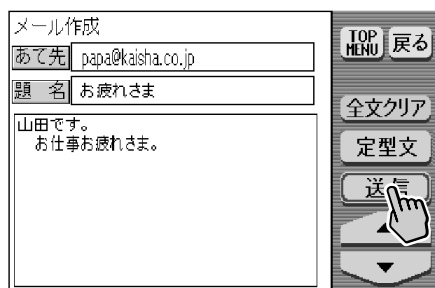 メール作成
あて先 papa@kaisha.co.jp
題 名 お疲れさま
山田です。
お仕事お疲れさま。
TOP MENU 戻る
全文クリア
定型文
送信